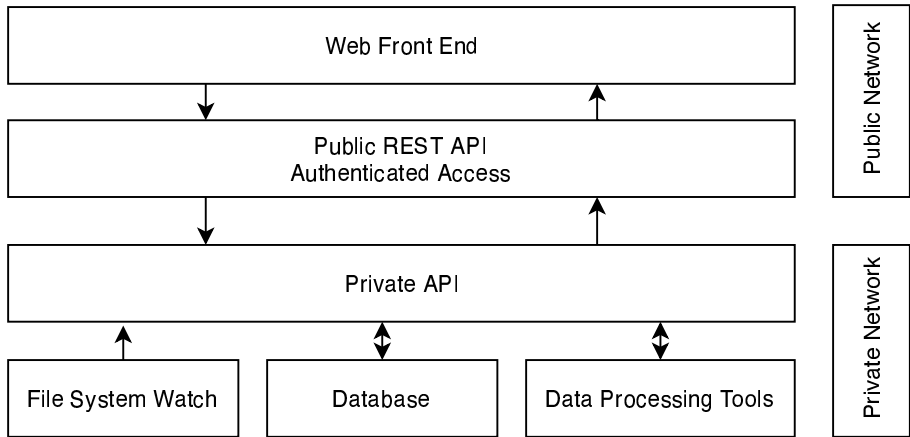 Web Front End
Public Network
Public REST API
Authenticated Access
Private API
Private Network
File System Watch
Database
Data Processing Tools